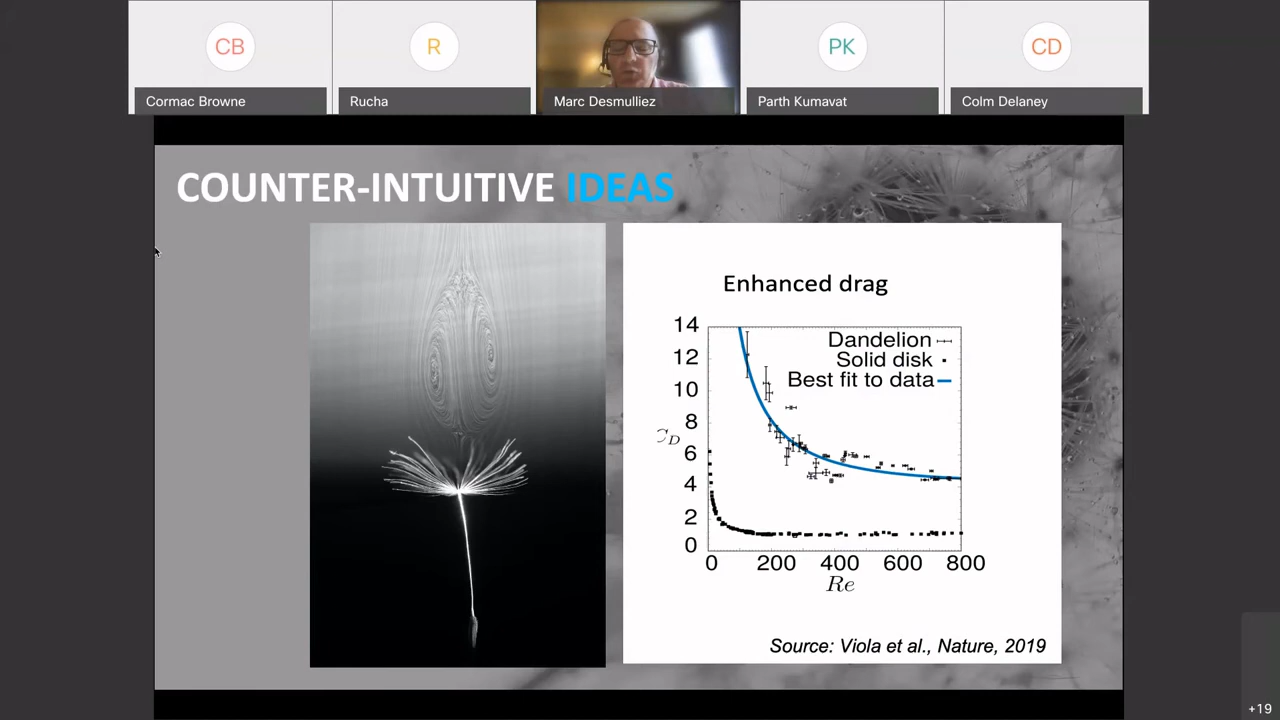 CB
R
PK
CD
Cormac Browne
Rucha
Marc Desmulliez
Parth Kumavat
Colm Delaney
COUNTER-INTUITIVE IDEAS
Enhanced drag
14
12
10
8
6
4
2
0
Dandelion
Solid disk
Best fit to data
0 200 400 600 800
Re
Source: Viola et al., Nature, 2019
+19